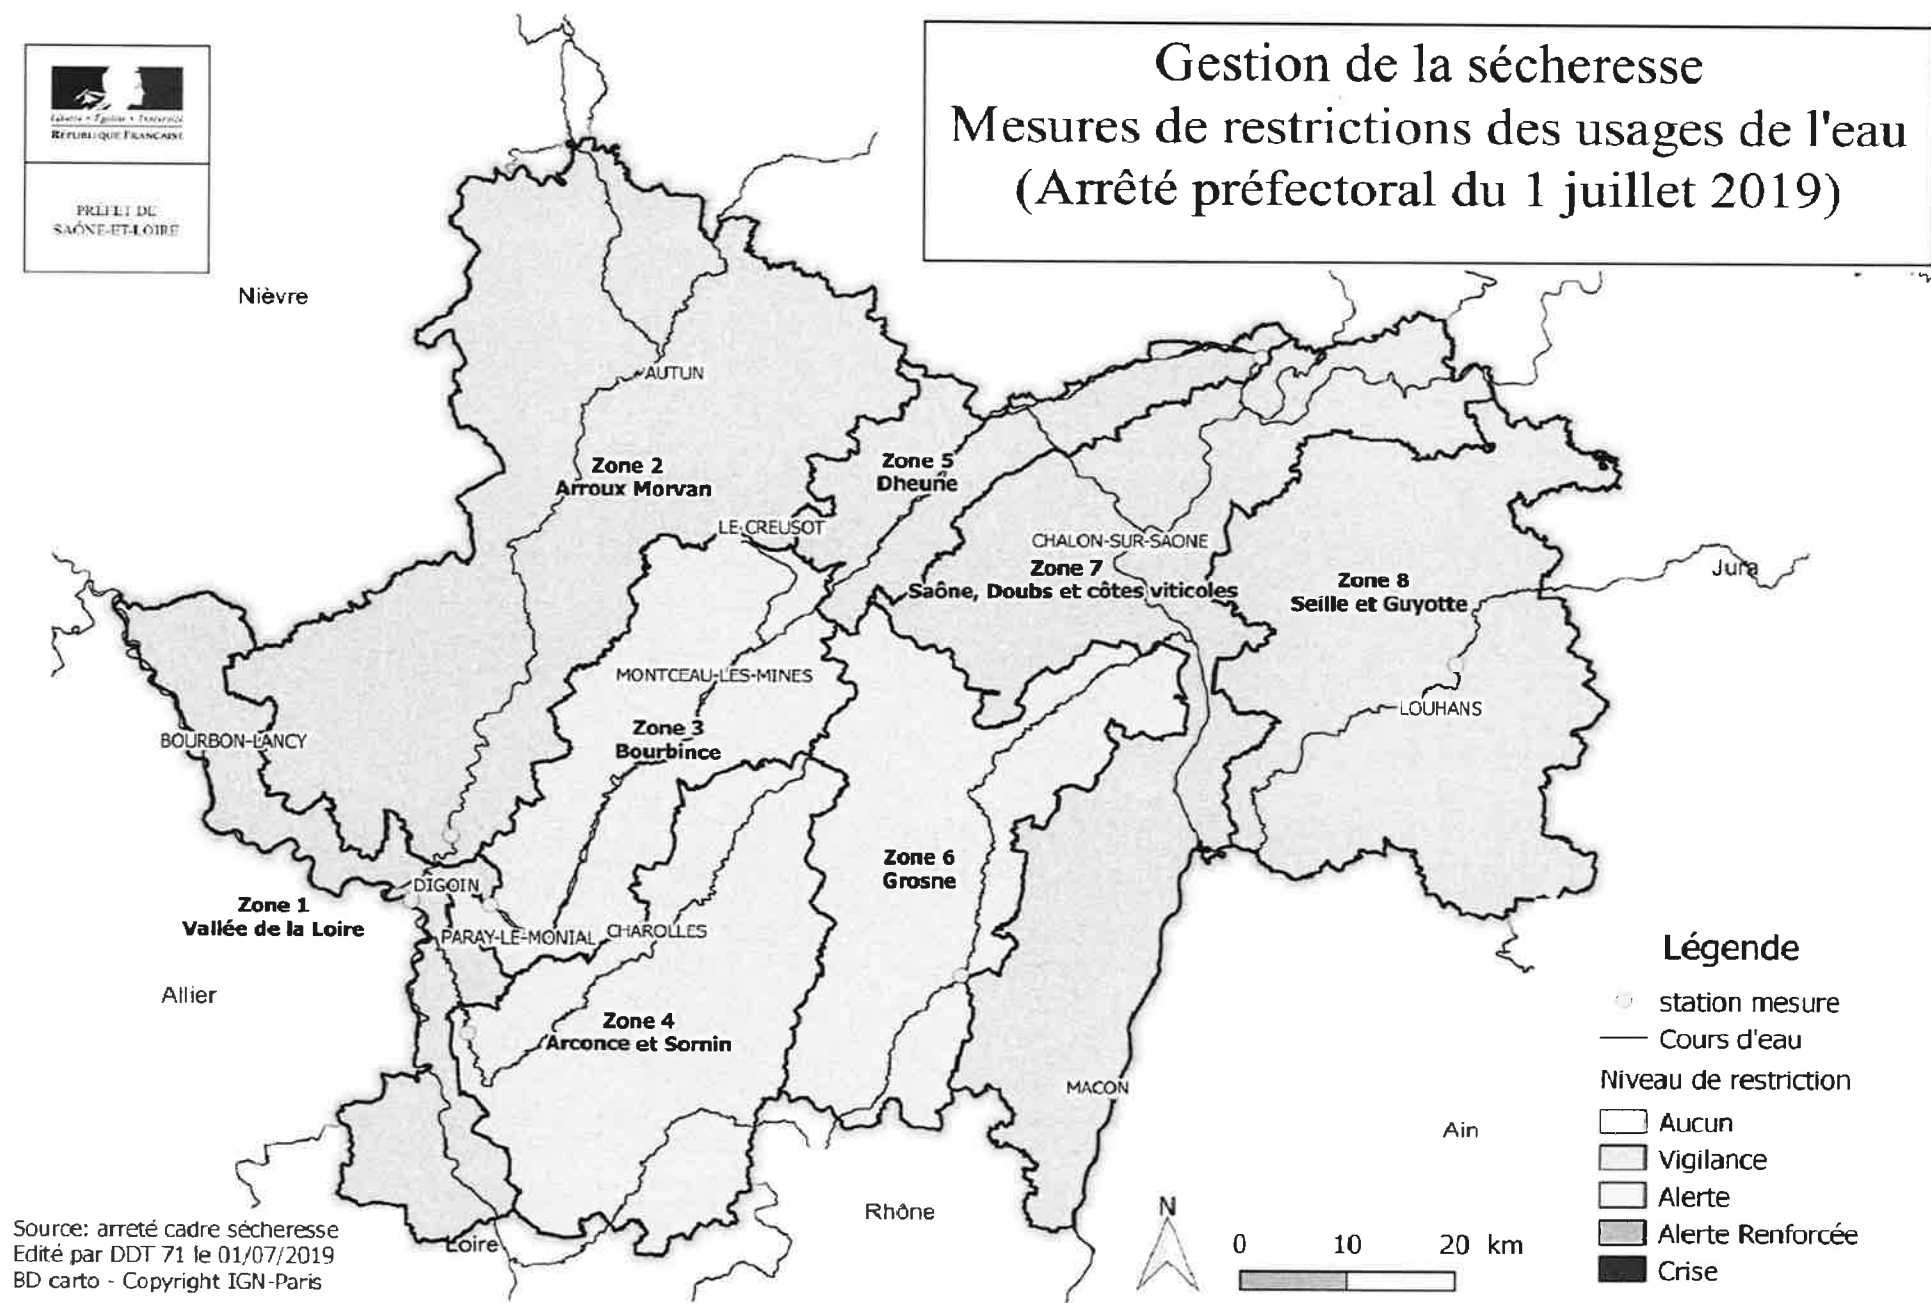 Liberté • Égalité • Fraternité
RÉPUBLIQUE FRANÇAISE
PRÉFET DE
SAÔNE-ET-LOIRE
Gestion de la sécheresse
Mesures de restrictions des usages de l'eau
(Arrêté préfectoral du 1 juillet 2019)
Nièvre
AUTUN
Zone 2
Arroux Morvan
Zone 5
Dheune
LE CREUSOT
CHALON-SUR-SAONE
Zone 7
Saône, Doubs et côtes viticoles
Zone 8
Seille et Guyotte
Jura
MONTCEAU-LES-MINES
LOUHANS
Zone 3
Bourbince
BOURBON-LANCY
Zone 6
Grosne
DIGOIN
Zone 1
Vallée de la Loire
PARAY-LE-MONIAL
CHAROLLES
Allier
Zone 4
Arconce et Sornin
MACON
Ain
Rhône
Loire
Légende
station mesure
Cours d'eau
Niveau de restriction
Aucun
Vigilance
Alerte
Alerte Renforcée
Crise
N
0 10 20 km
Source: arreté cadre sécheresse
Edité par DDT 71 le 01/07/2019
BD carto - Copyright IGN-Paris